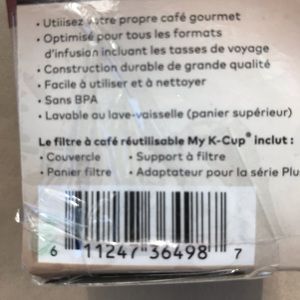 • Utilisez votre propre café gourmet
• Optimisé pour tous les formats
d'infusion incluant les tasses de voyage
• Construction durable de grande qualité
• Facile à utiliser et à nettoyer
• Sans BPA
• Lavable au lave-vaisselle (panier supérieur)
Le filtre à café réutilisable My K-Cup® inclut :
• Couvercle • Support à filtre
• Panier filtre • Adaptateur pour la série Plu
6 11247 36498 7